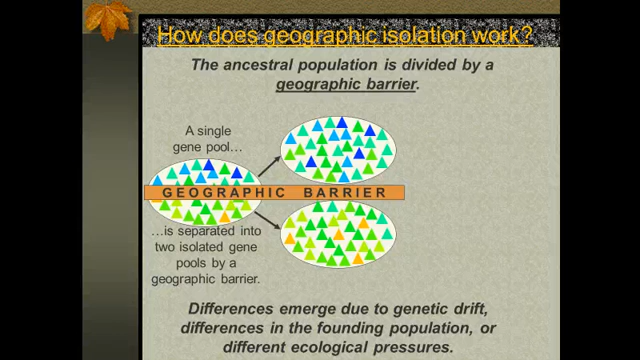 How does geographic isolation work?
The ancestral population is divided by a
geographic barrier.
A single
gene pool…
GEOGRAPHIC BARRIER
…is separated into
two isolated gene
pools by a
geographic barrier.
Differences emerge due to genetic drift,
differences in the founding population, or
different ecological pressures.